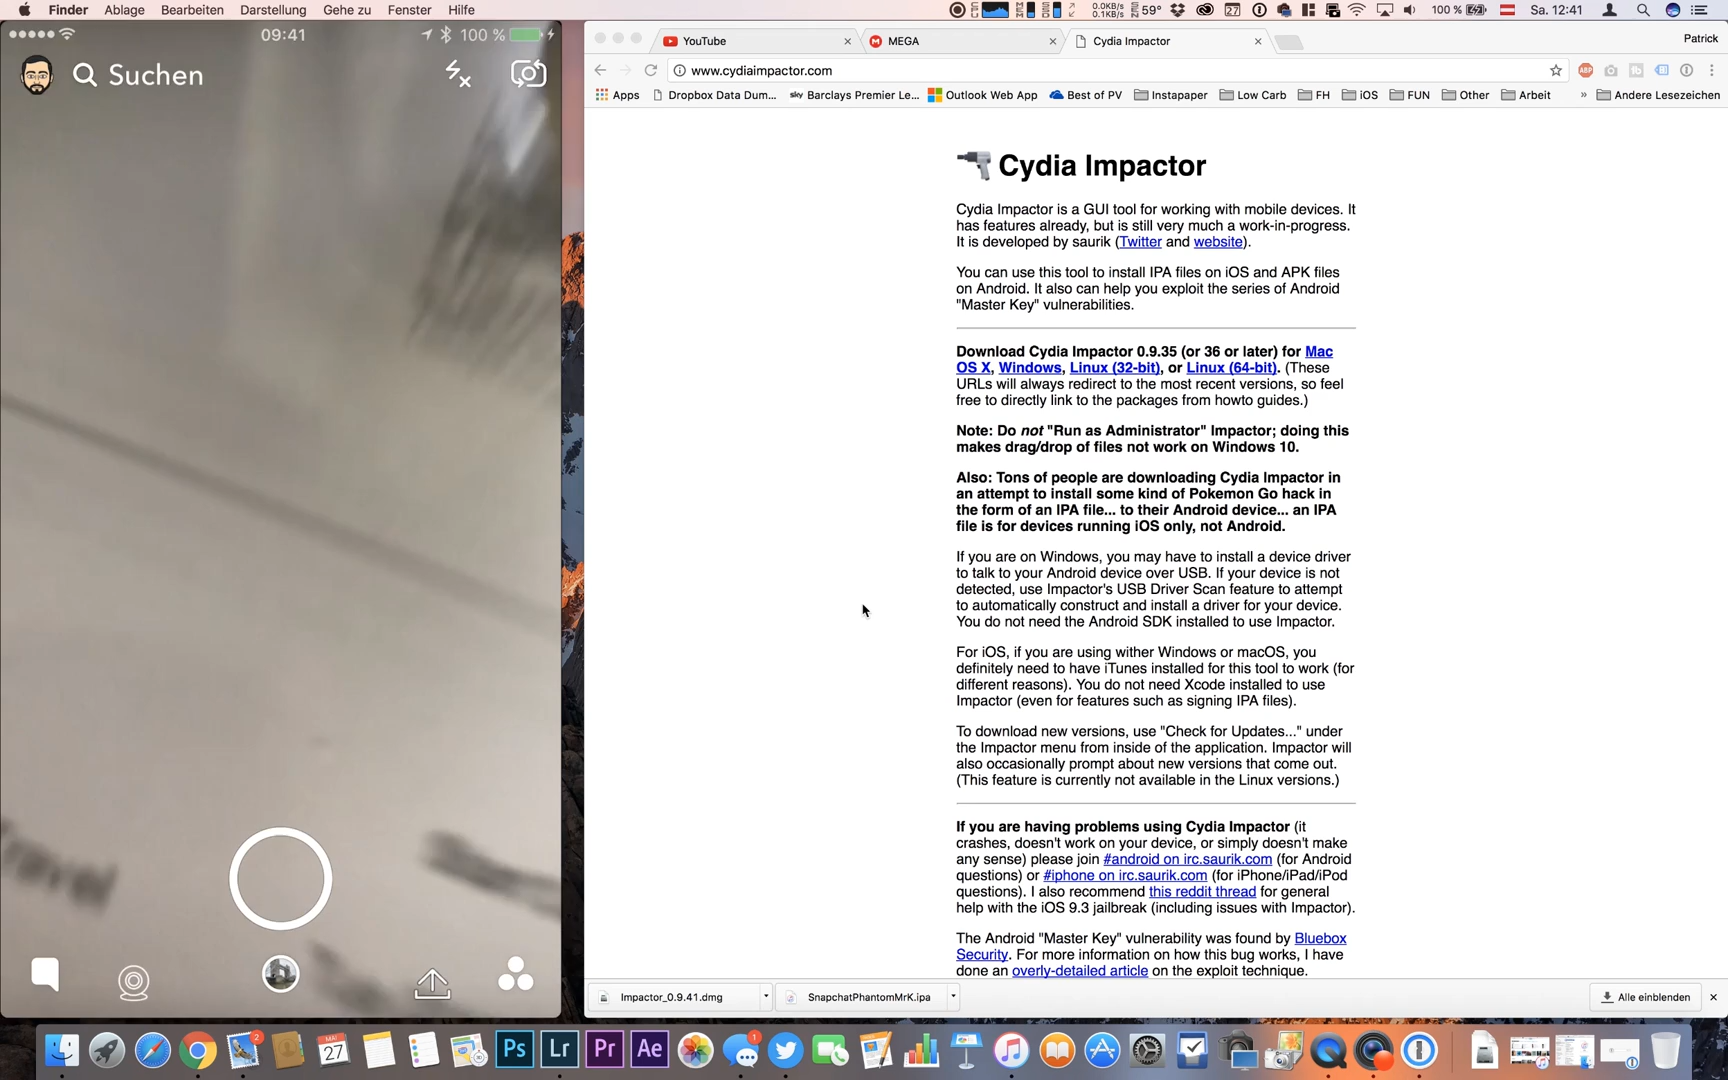 Finder Ablage Bearbeiten Darstellung Gehe zu Fenster Hilfe
0.0KB/s
0.1KB/s
59° 27 100 % Sa. 12:41
09:41 100 %
Suchen
YouTube MEGA Cydia Impactor Patrick
www.cydiaimpactor.com
Apps Dropbox Data Dum... sky Barclays Premier Le... Outlook Web App Best of PV Instapaper Low Carb FH iOS FUN Other Arbeit » Andere Lesezeichen
Cydia Impactor
Cydia Impactor is a GUI tool for working with mobile devices. It
has features already, but is still very much a work-in-progress.
It is developed by saurik (Twitter and website).
You can use this tool to install IPA files on iOS and APK files
on Android. It also can help you exploit the series of Android
"Master Key" vulnerabilities.
Download Cydia Impactor 0.9.35 (or 36 or later) for Mac
OS X, Windows, Linux (32-bit), or Linux (64-bit). (These
URLs will always redirect to the most recent versions, so feel
free to directly link to the packages from howto guides.)
Note: Do not "Run as Administrator" Impactor; doing this
makes drag/drop of files not work on Windows 10.
Also: Tons of people are downloading Cydia Impactor in
an attempt to install some kind of Pokemon Go hack in
the form of an IPA file... to their Android device... an IPA
file is for devices running iOS only, not Android.
If you are on Windows, you may have to install a device driver
to talk to your Android device over USB. If your device is not
detected, use Impactor's USB Driver Scan feature to attempt
to automatically construct and install a driver for your device.
You do not need the Android SDK installed to use Impactor.
For iOS, if you are using wither Windows or macOS, you
definitely need to have iTunes installed for this tool to work (for
different reasons). You do not need Xcode installed to use
Impactor (even for features such as signing IPA files).
To download new versions, use "Check for Updates..." under
the Impactor menu from inside of the application. Impactor will
also occasionally prompt about new versions that come out.
(This feature is currently not available in the Linux versions.)
If you are having problems using Cydia Impactor (it
crashes, doesn't work on your device, or simply doesn't make
any sense) please join #android on irc.saurik.com (for Android
questions) or #iphone on irc.saurik.com (for iPhone/iPad/iPod
questions). I also recommend this reddit thread for general
help with the iOS 9.3 jailbreak (including issues with Impactor).
The Android "Master Key" vulnerability was found by Bluebox
Security. For more information on how this bug works, I have
done an overly-detailed article on the exploit technique.
Impactor_0.9.41.dmg SnapchatPhantomMrK.ipa Alle einblenden
2 MAI 27 Ps Lr Pr Ae 1